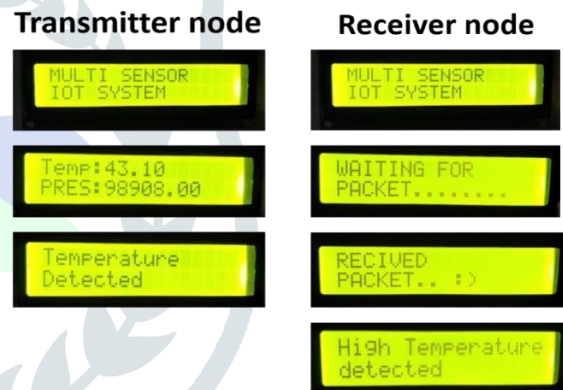 Transmitter node
MULTI SENSOR
IOT SYSTEM
Temp:43.10
PRES:98908.00
Temperature
Detected
Receiver node
MULTI SENSOR
IOT SYSTEM
WAITING FOR
PACKET........
RECIVED
PACKET.. :)
High Temperature
detected